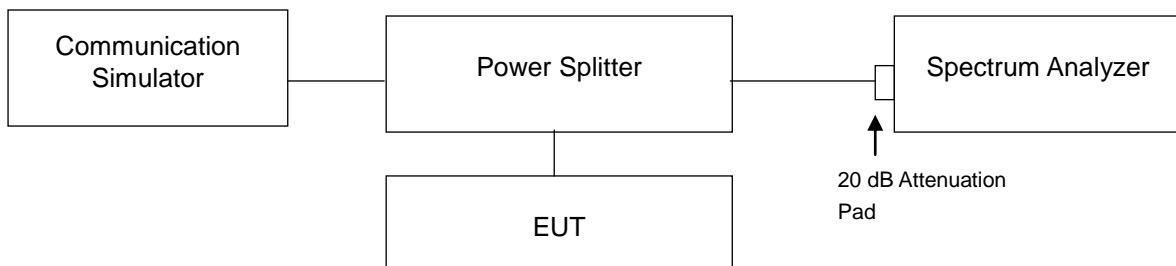 Communication
Simulator
Power Splitter
Spectrum Analyzer
20 dB Attenuation
Pad
EUT